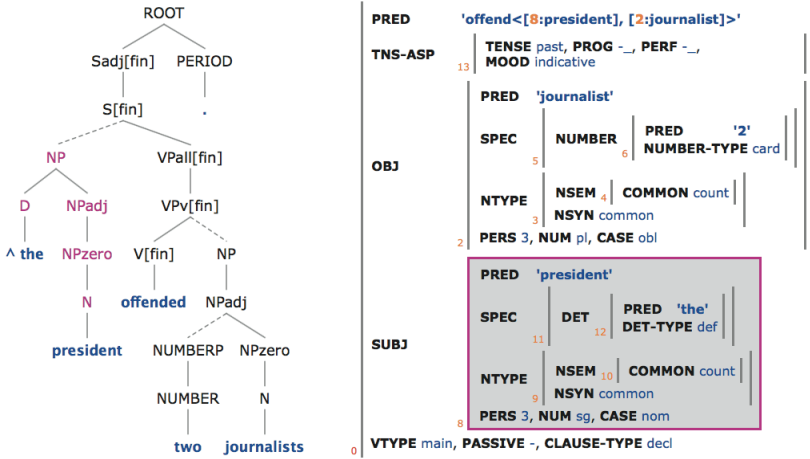 ROOT
Sadj[fin] PERIOD
S[fin] .
NP VPall[fin]
D NPadj VPv[fin]
^ the NPzero V[fin] NP
N offended NPadj
president NUMBERP NPzero
NUMBER N
two journalists
PRED 'offend<[8:president], [2:journalist]>'
TNS-ASP 13 TENSE past, PROG -_, PERF -_,
MOOD indicative
OBJ
PRED 'journalist'
SPEC 5 NUMBER 6 PRED '2'
NUMBER-TYPE card
NTYPE 3 NSEM 4 COMMON count
NSYN common
2 PERS 3, NUM pl, CASE obl
SUBJ
PRED 'president'
SPEC 11 DET 12 PRED 'the'
DET-TYPE def
NTYPE 9 NSEM 10 COMMON count
NSYN common
8 PERS 3, NUM sg, CASE nom
0 VTYPE main, PASSIVE -, CLAUSE-TYPE decl